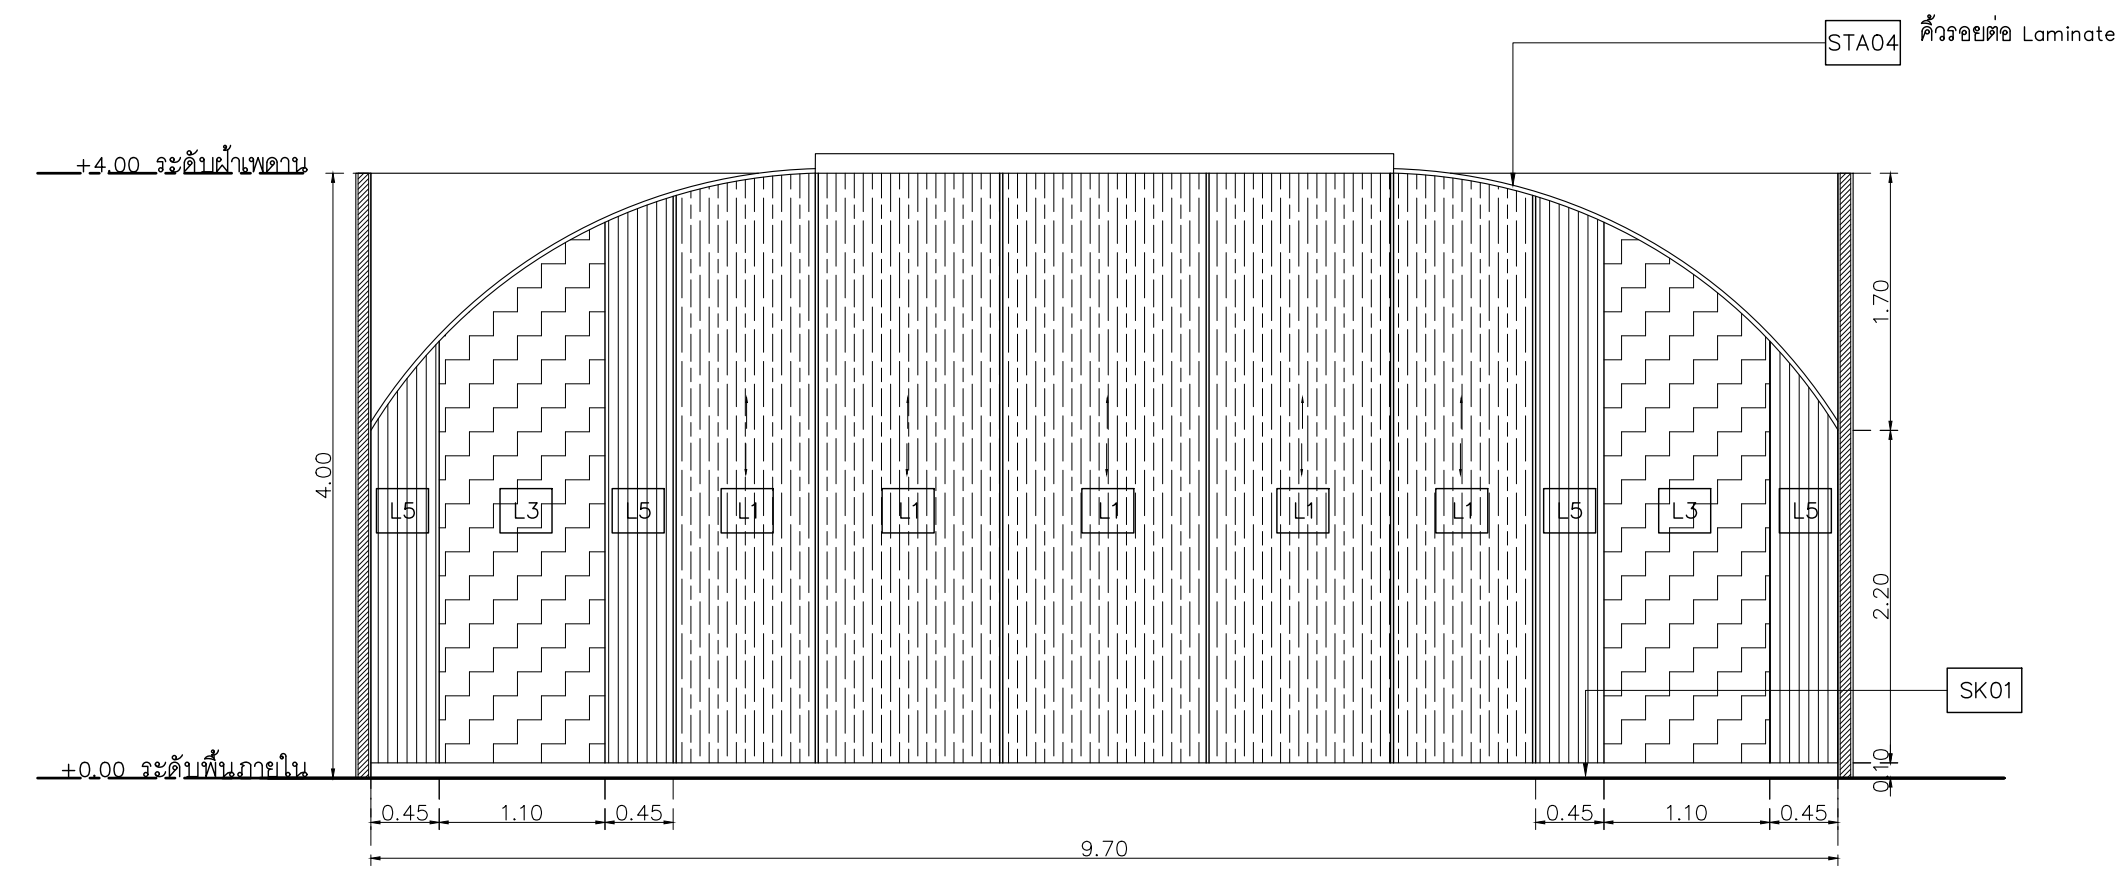 STA04 คิ้วรอยต่อ Laminate
+4.00 ระดับฝ้าเพดาน
1.70
4.00
L5 L3 L5 L1 L1 L1 L1 L1 L5 L3 L5
2.20
SK01
+0.00 ระดับพื้นภายใน
0.10
0.45 1.10 0.45 0.45 1.10 0.45
9.70